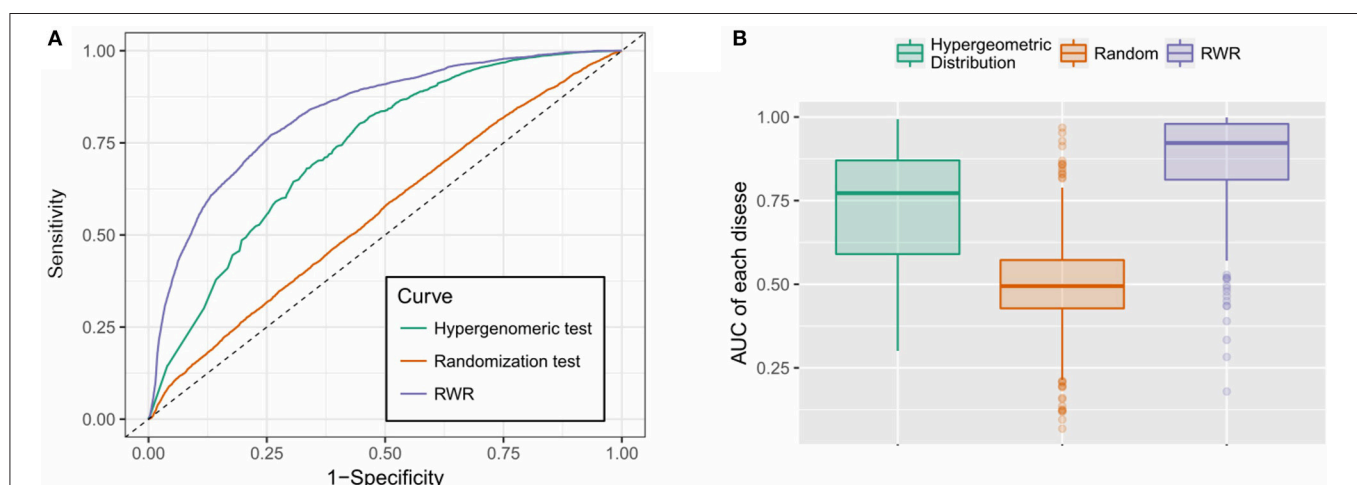 A
1.00
0.75
0.50
0.25
0.00
Sensitivity
0.00 0.25 0.50 0.75 1.00
1−Specificity
Curve
Hypergenomeric test
Randomization test
RWR
B
Hypergeometric
Distribution
Random
RWR
1.00
0.75
0.50
0.25
AUC of each disese